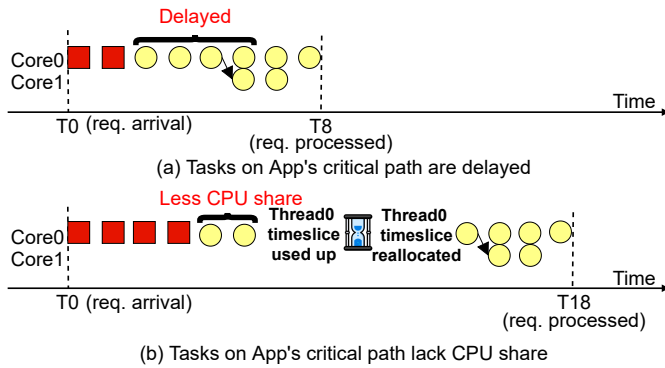 Delayed
Core0
Core1
Time
T0 (req. arrival)
T8
(req. processed)
(a) Tasks on App's critical path are delayed
Less CPU share
Thread0 timeslice used up
Thread0 timeslice reallocated
Core0
Core1
Time
T0 (req. arrival)
T18
(req. processed)
(b) Tasks on App's critical path lack CPU share